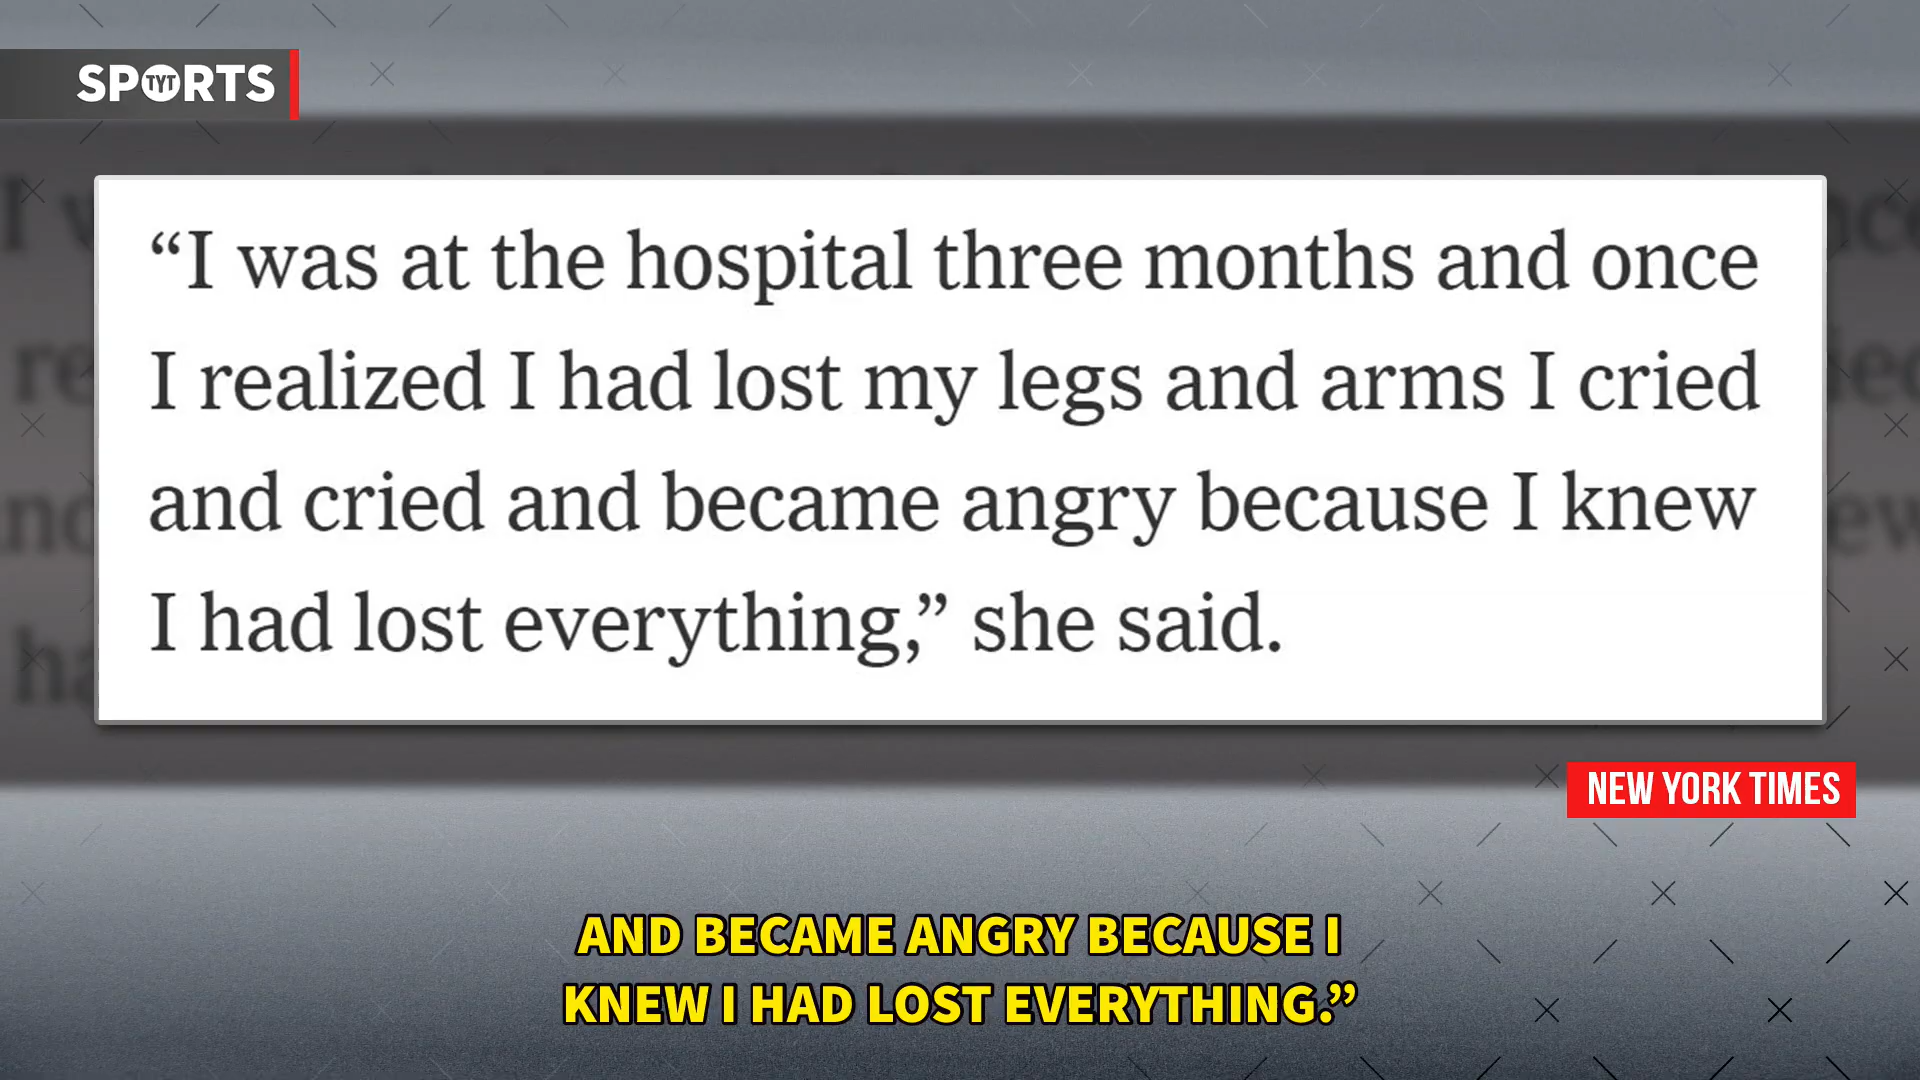 SPORTS
TYT
“I was at the hospital three months and once
I realized I had lost my legs and arms I cried
and cried and became angry because I knew
I had lost everything,” she said.
NEW YORK TIMES
AND BECAME ANGRY BECAUSE I
KNEW I HAD LOST EVERYTHING.”